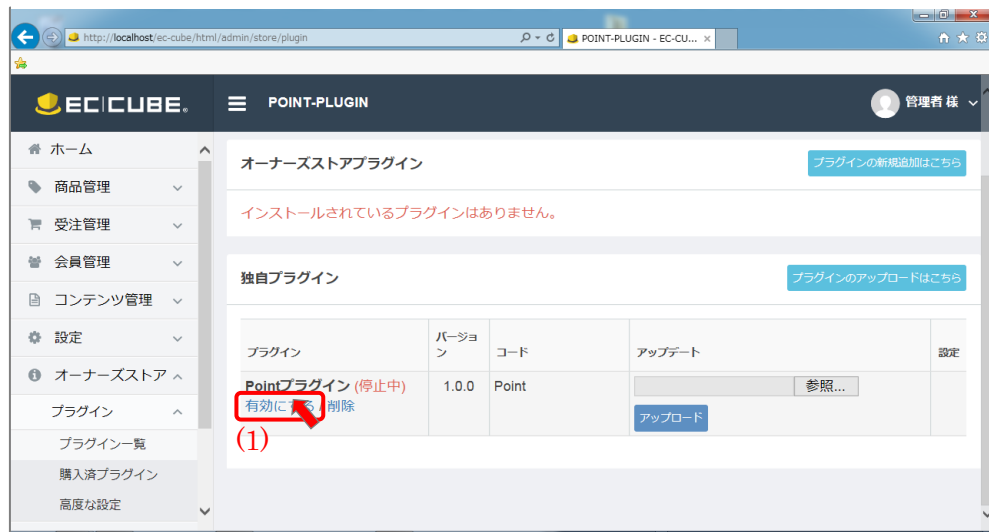 http://localhost/ec-cube/html/admin/store/plugin
POINT-PLUGIN - EC-CU...
EC CUBE®
POINT-PLUGIN
管理者 様
ホーム
商品管理
受注管理
会員管理
コンテンツ管理
設定
オーナーズストア
プラグイン
プラグイン一覧
購入済プラグイン
高度な設定
オーナーズストアプラグイン
プラグインの新規追加はこちら
インストールされているプラグインはありません。
独自プラグイン
プラグインのアップロードはこちら
プラグイン バージョン コード アップデート 設定
Pointプラグイン (停止中) 1.0.0 Point 参照...
有効にする / 削除
アップロード
(1)